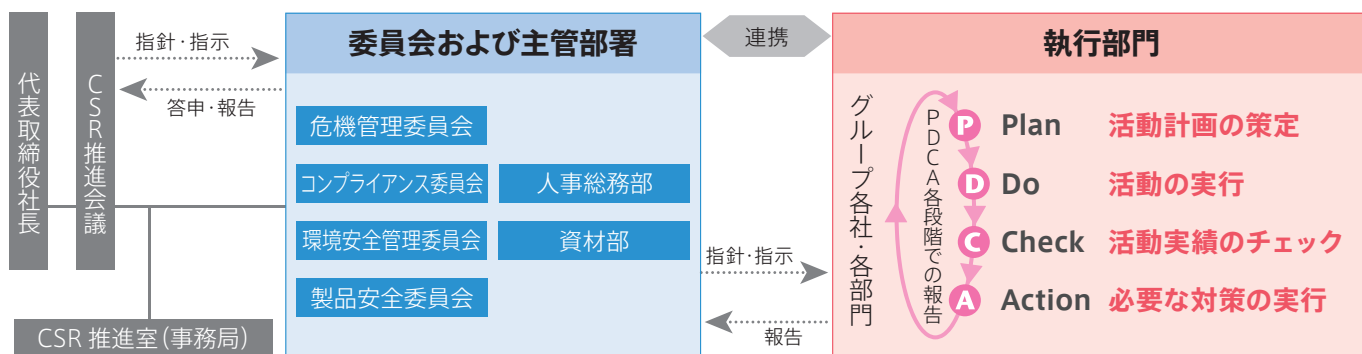 代表取締役社長
CSR推進会議
指針・指示
答申・報告
CSR 推進室（事務局）
委員会および主管部署
危機管理委員会
コンプライアンス委員会
人事総務部
環境安全管理委員会
資材部
製品安全委員会
連携
指針・指示
報告
執行部門
グループ各社・各部門
PDCA各段階での報告
P Plan 活動計画の策定
D Do 活動の実行
C Check 活動実績のチェック
A Action 必要な対策の実行